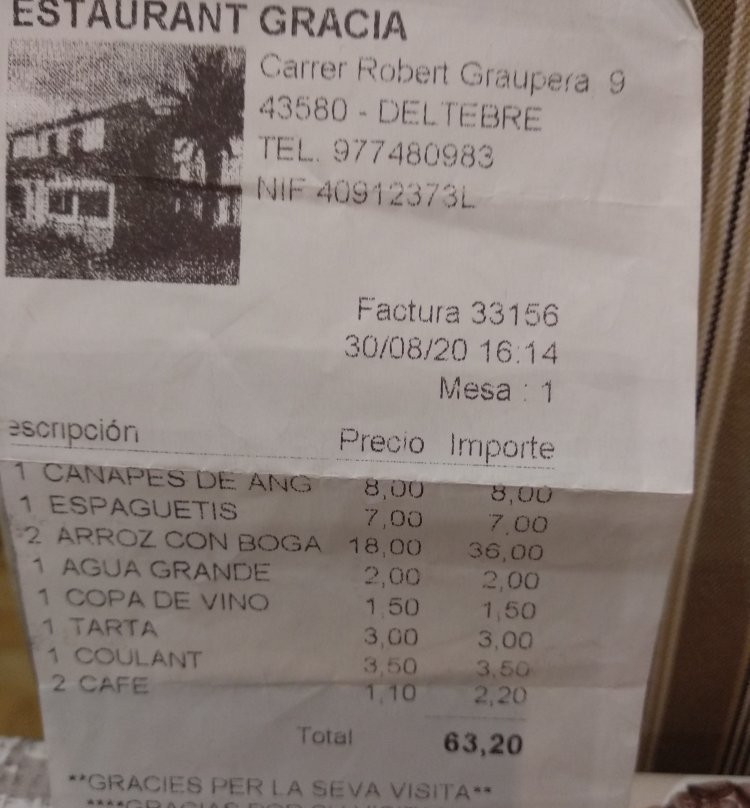 ESTAURANT GRACIA
Carrer Robert Graupera 9
43580 - DELTEBRE
TEL. 977480983
NIF 40912373L
Factura 33156
30/08/20 16:14
Mesa : 1
escripción Precio Importe
1 CANAPES DE ANG 8,00 8,00
1 ESPAGUETIS 7,00 7,00
2 ARROZ CON BOGA 18,00 36,00
1 AGUA GRANDE 2,00 2,00
1 COPA DE VINO 1,50 1,50
1 TARTA 3,00 3,00
1 COULANT 3,50 3,50
2 CAFE 1,10 2,20
Total 63,20
**GRACIES PER LA SEVA VISITA**